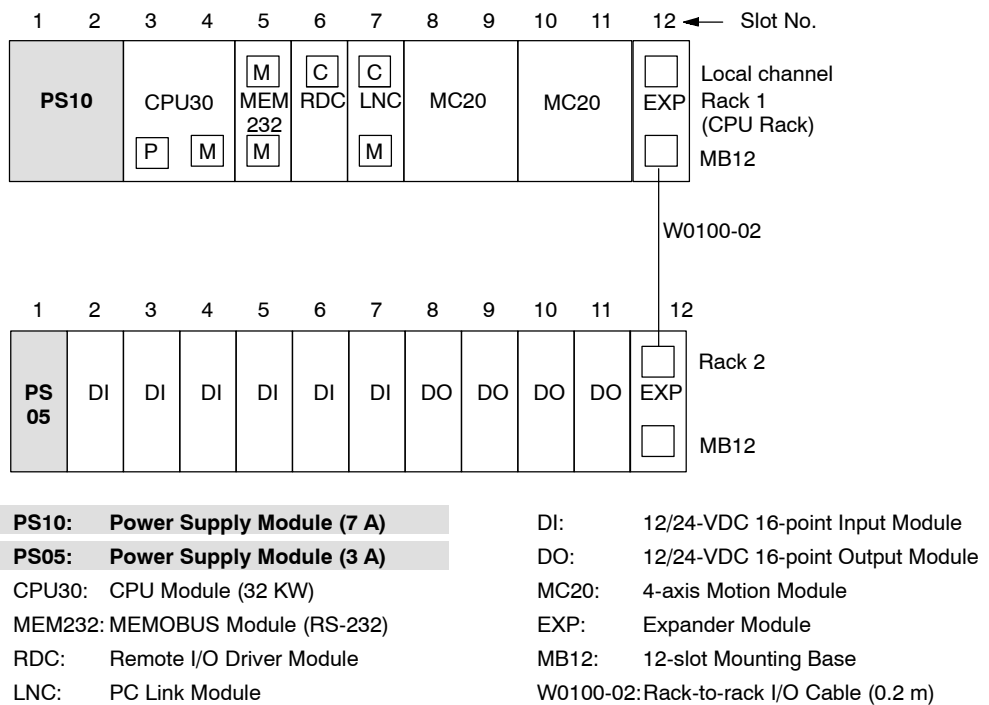 1 2 3 4 5 6 7 8 9 10 11 12 Slot No.
M C C Local channel
PS10 CPU30 MEM RDC LNC MC20 MC20 EXP Rack 1
232 (CPU Rack)
P M M M MB12
W0100-02
1 2 3 4 5 6 7 8 9 10 11 12
Rack 2
PS DI DI DI DI DI DI DO DO DO DO EXP
05
MB12
PS10: Power Supply Module (7 A)
PS05: Power Supply Module (3 A)
CPU30: CPU Module (32 KW)
MEM232: MEMOBUS Module (RS-232)
RDC: Remote I/O Driver Module
LNC: PC Link Module
DI: 12/24-VDC 16-point Input Module
DO: 12/24-VDC 16-point Output Module
MC20: 4-axis Motion Module
EXP: Expander Module
MB12: 12-slot Mounting Base
W0100-02: Rack-to-rack I/O Cable (0.2 m)